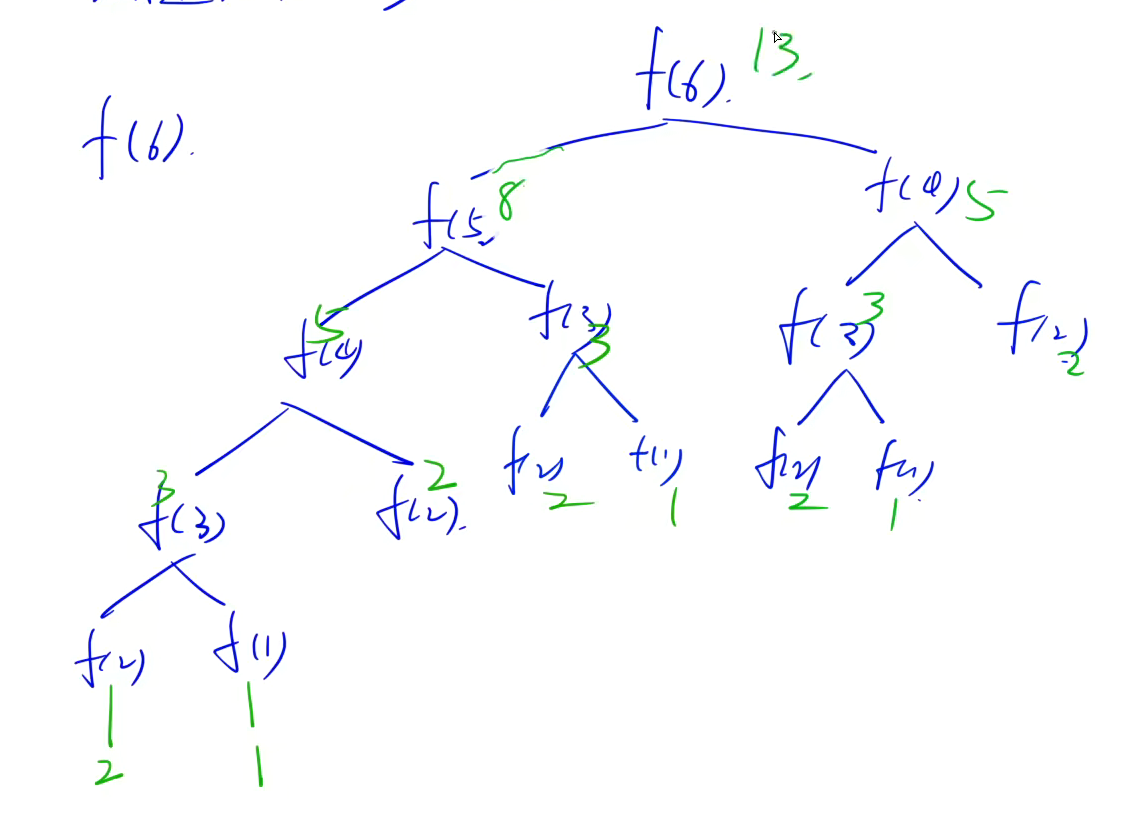 f(6). 13.
f(6).
f(5) 8
f(4) 5
5
f(4)
f(3) 3
f(3) 3
f(2) 2
3
f(3)
2
f(2).
f(2) 2
f(1) 1
f(2) 2
f(1) 1
f(2)
f(1)
2
1